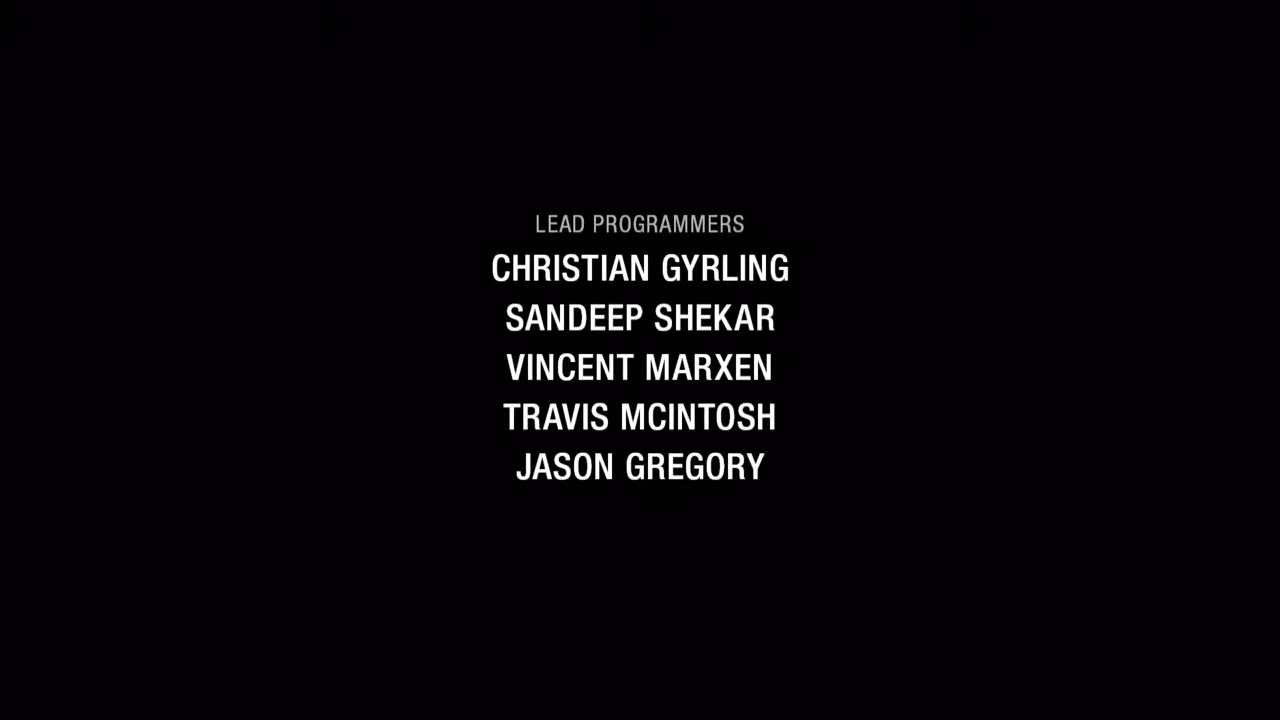 LEAD PROGRAMMERS
CHRISTIAN GYRLING
SANDEEP SHEKAR
VINCENT MARXEN
TRAVIS MCINTOSH
JASON GREGORY